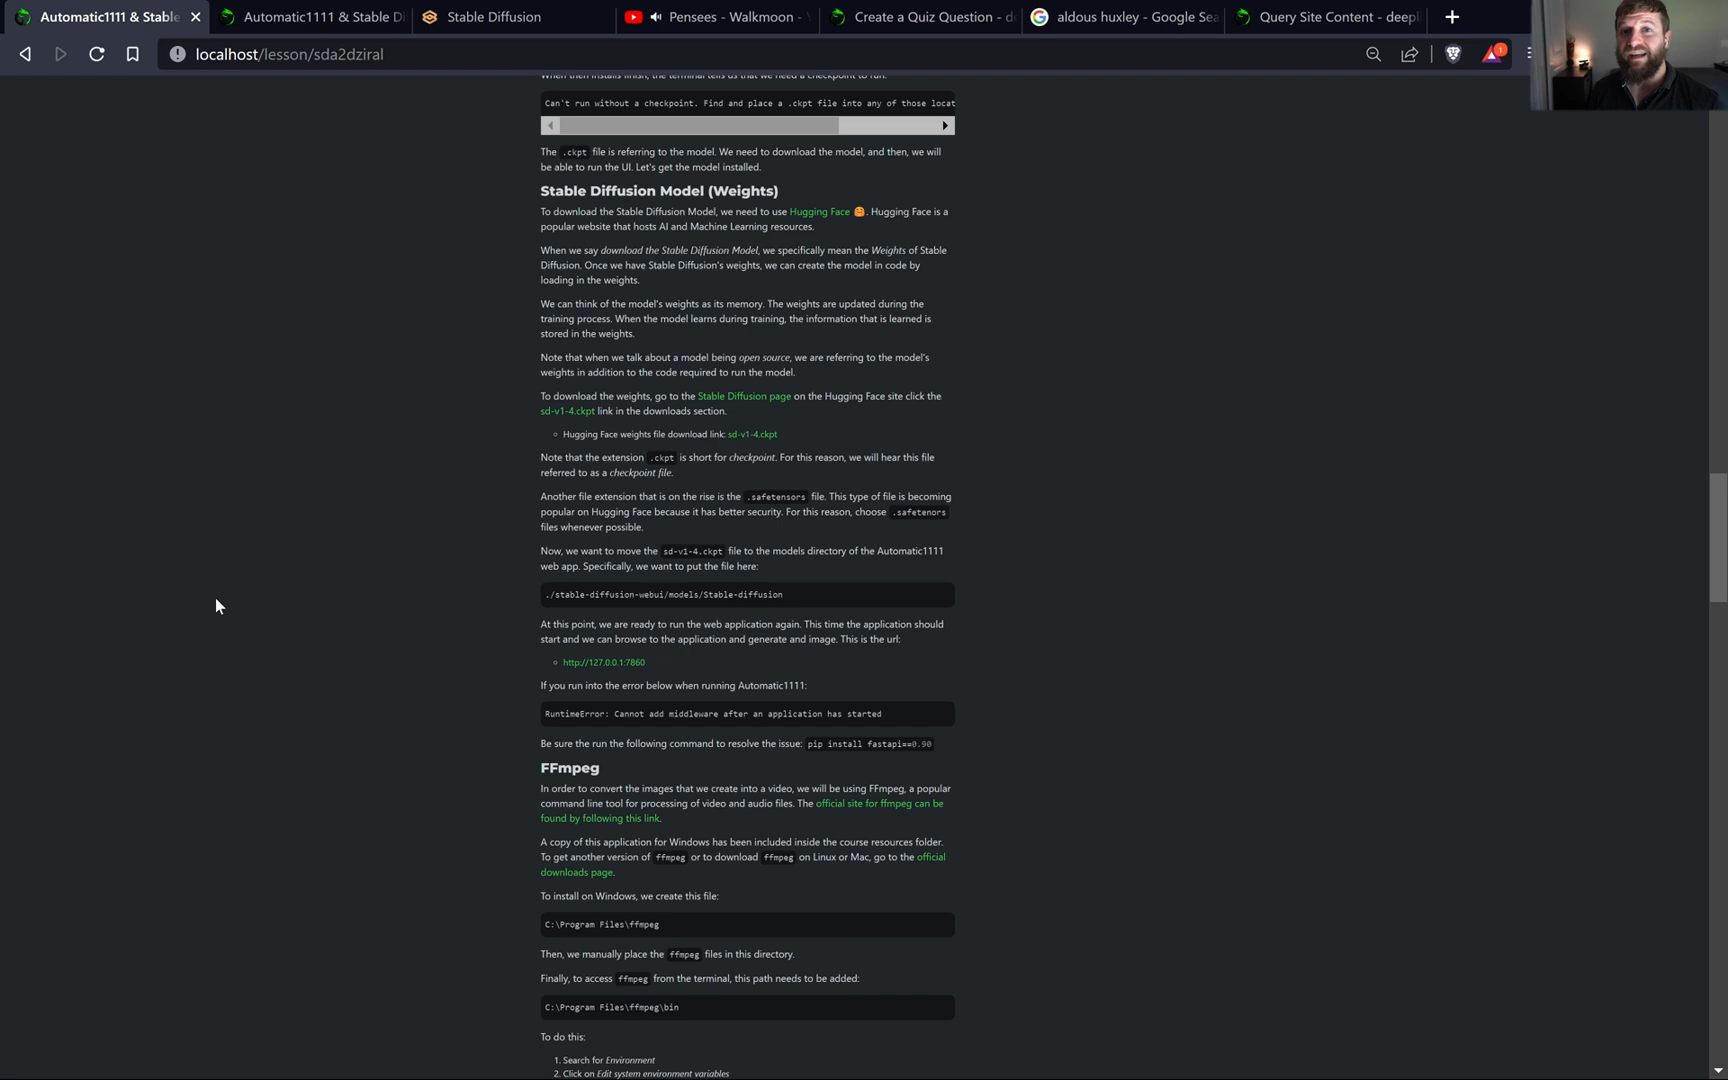 Automatic1111 & Stable
Automatic1111 & Stable Di
Stable Diffusion
Pensees - Walkmoon -
Create a Quiz Question - de
aldous huxley - Google Sea
Query Site Content - deepl
localhost/lesson/sda2dziral
1
When then installs finish, the terminal tells us that we need a checkpoint to run:
Can't run without a checkpoint. Find and place a .ckpt file into any of those locat
The .ckpt file is referring to the model. We need to download the model, and then, we will
be able to run the UI. Let's get the model installed.
Stable Diffusion Model (Weights)
To download the Stable Diffusion Model, we need to use Hugging Face 🤗. Hugging Face is a
popular website that hosts AI and Machine Learning resources.
When we say download the Stable Diffusion Model, we specifically mean the Weights of Stable
Diffusion. Once we have Stable Diffusion's weights, we can create the model in code by
loading in the weights.
We can think of the model's weights as its memory. The weights are updated during the
training process. When the model learns during training, the information that is learned is
stored in the weights.
Note that when we talk about a model being open source, we are referring to the model's
weights in addition to the code required to run the model.
To download the weights, go to the Stable Diffusion page on the Hugging Face site click the
sd-v1-4.ckpt link in the downloads section.
Hugging Face weights file download link: sd-v1-4.ckpt
Note that the extension .ckpt is short for checkpoint. For this reason, we will hear this file
referred to as a checkpoint file.
Another file extension that is on the rise is the .safetensors file. This type of file is becoming
popular on Hugging Face because it has better security. For this reason, choose .safetenors
files whenever possible.
Now, we want to move the sd-v1-4.ckpt file to the models directory of the Automatic1111
web app. Specifically, we want to put the file here:
./stable-diffusion-webui/models/Stable-diffusion
At this point, we are ready to run the web application again. This time the application should
start and we can browse to the application and generate and image. This is the url:
http://127.0.0.1:7860
If you run into the error below when running Automatic1111:
RuntimeError: Cannot add middleware after an application has started
Be sure the run the following command to resolve the issue: pip install fastapi==0.90
FFmpeg
In order to convert the images that we create into a video, we will be using FFmpeg, a popular
command line tool for processing of video and audio files. The official site for ffmpeg can be
found by following this link.
A copy of this application for Windows has been included inside the course resources folder.
To get another version of ffmpeg or to download ffmpeg on Linux or Mac, go to the official
downloads page.
To install on Windows, we create this file:
C:\Program Files\ffmpeg
Then, we manually place the ffmpeg files in this directory.
Finally, to access ffmpeg from the terminal, this path needs to be added:
C:\Program Files\ffmpeg\bin
To do this:
1. Search for Environment
2. Click on Edit system environment variables